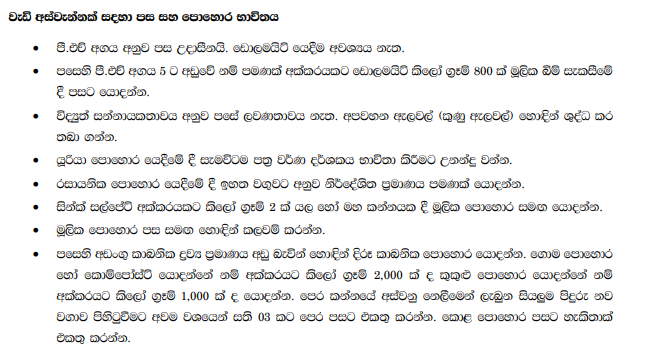 වැඩි අස්වැන්නක් සඳහා පස සහ පොහොර භාවිතය
• පී.එච් අගය අනුව පස උදාසීනයි. ඩොලමයිට් යෙදීම අවශ්‍යය නැත.
• පසෙහි පී.එච් අගය 5 ට අඩුවේ නම් පමණක් අක්කරයකට ඩොලමයිට් කිලෝ ග්‍රෑම් 800 ක් මූලික බිම් සැකසීමේ
දී පසට යොදන්න.
• විද්‍යුත් සන්නායකතාවය අනුව පසේ ලවණතාවය නැත. අපවහන ඇලවල් (කුණු ඇලවල්) හොඳින් ශුද්ධ කර
තබා ගන්න.
• යූරියා පොහොර යෙදීමේ දී සැමවිටම පත්‍ර වර්ණ දර්ශකය භාවිතා කිරීමට උනන්දු වන්න.
• රසායනික පොහොර යෙදීමේ දී ඉහත වගුවට අනුව නිර්දේශිත ප්‍රමාණය පමණක් යොදන්න.
• සින්ක් සල්පේට් අක්කරයකට කිලෝ ග්‍රෑම් 2 ක් යල හෝ මහ කන්නයක දී මූලික පොහොර සමඟ යොදන්න.
• මූලික පොහොර පස සමඟ හොඳින් කලවම් කරන්න.
• පසෙහි අඩංගු කාබනික ද්‍රව්‍ය ප්‍රමාණය අඩු බැවින් හොඳින් දිරූ කාබනික පොහොර යොදන්න. ගොම පොහොර
හෝ කොම්පෝස්ට් යොදන්නේ නම් අක්කරයට කිලෝ ග්‍රෑම් 2,000 ක් ද කුකුළු පොහොර යොදන්නේ නම්
අක්කරයට කිලෝ ග්‍රෑම් 1,000 ක් ද යොදන්න. පෙර කන්නයේ අස්වනු නෙලීමෙන් ලැබුන සියලුම පිදුරු නව
වගාව පිහිටුවීමට අවම වශයෙන් සති 03 කට පෙර පසට එකතු කරන්න. කොළ පොහොර පසට හැකිතාක්
එකතු කරන්න.